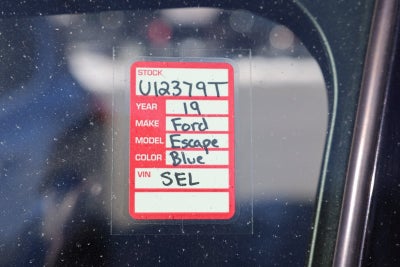 STOCK
U12379T
YEAR 19
MAKE Ford
MODEL Escape
COLOR Blue
VIN SEL